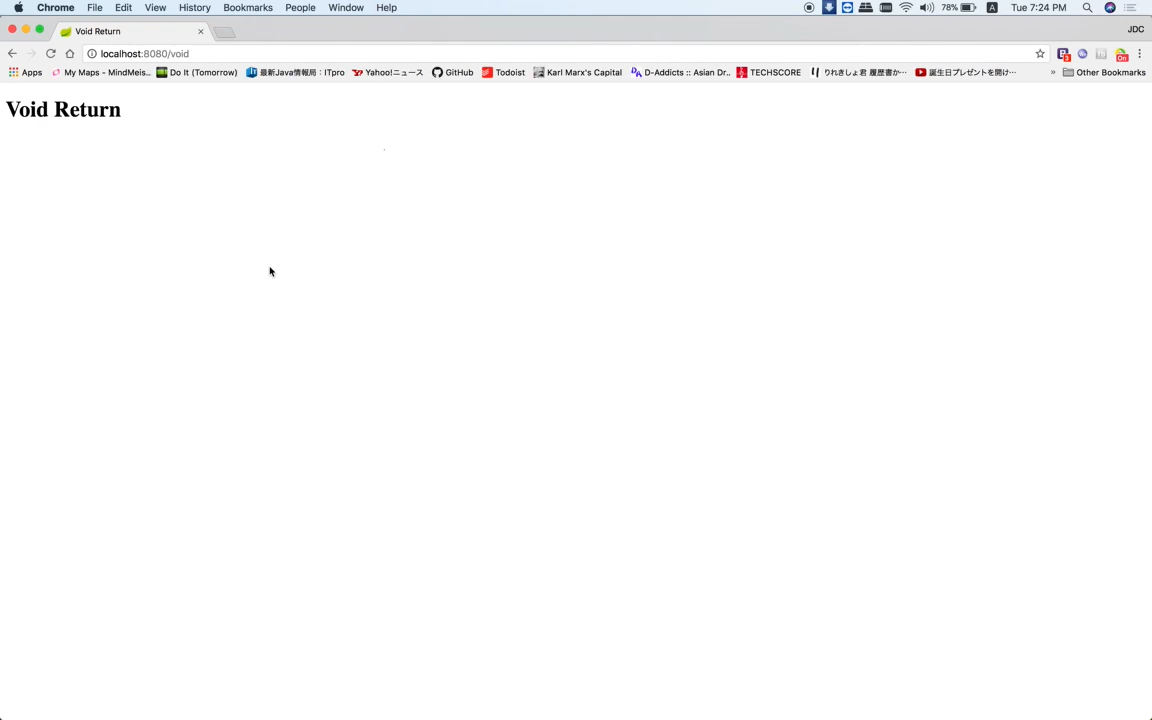 Chrome File Edit View History Bookmarks People Window Help 78% A Tue 7:24 PM
Void Return JDC
localhost:8080/void
Apps My Maps - MindMeis... Do It (Tomorrow) 最新Java情報局：ITpro Yahoo!ニュース GitHub Todoist Karl Marx's Capital D-Addicts :: Asian Dr... TECHSCORE りれきしょ君 履歴書か… 誕生日プレゼントを開け… » Other Bookmarks
Void Return